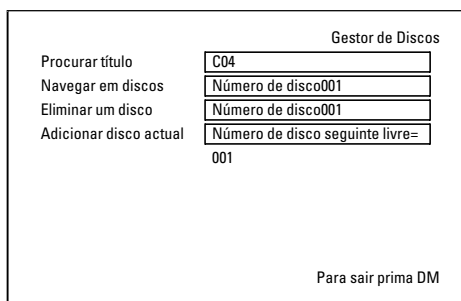 Gestor de Discos
Procurar título C04
Navegar em discos Número de disco001
Eliminar um disco Número de disco001
Adicionar disco actual Número de disco seguinte livre=
001
Para sair prima DM